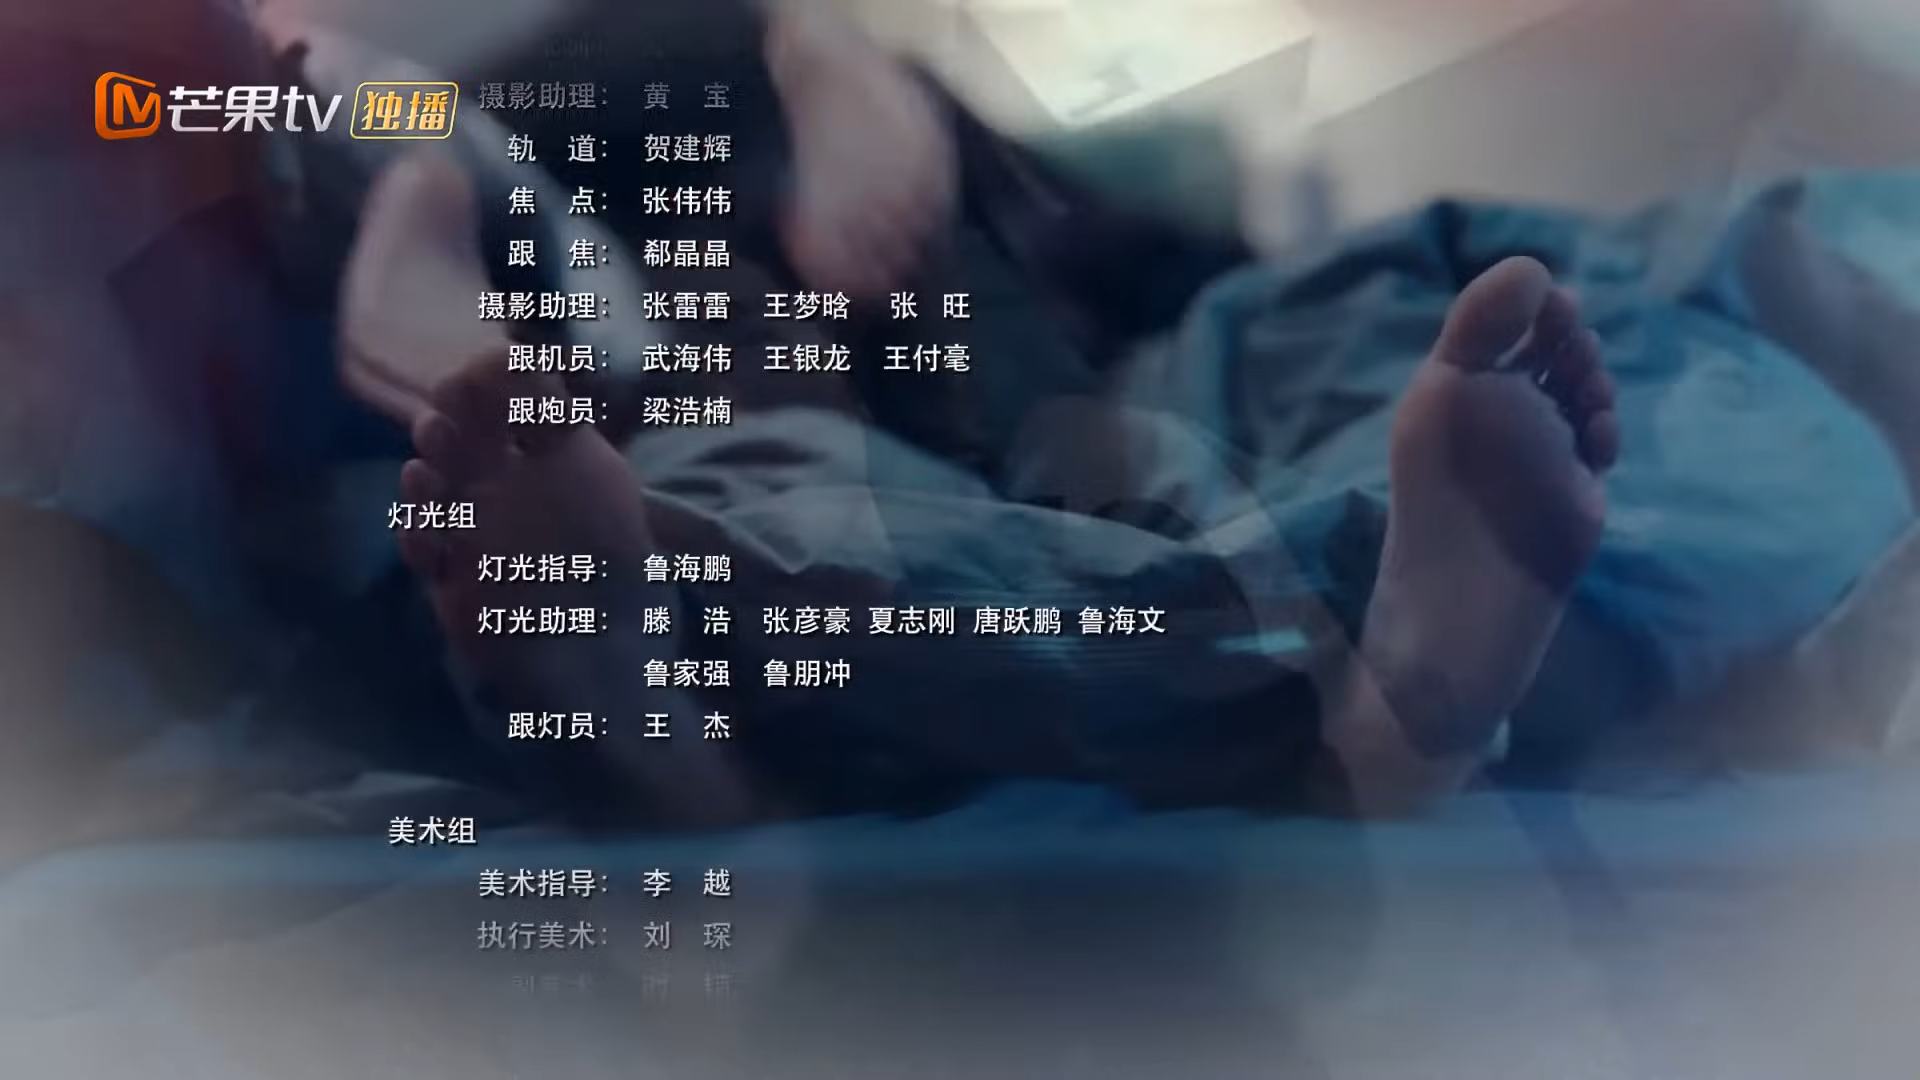 芒果tv 独播
摄影助理: 黄 宝
轨 道: 贺建辉
焦 点: 张伟伟
跟 焦: 郗晶晶
摄影助理: 张雷雷 王梦晗 张 旺
跟机员: 武海伟 王银龙 王付毫
跟炮员: 梁浩楠
灯光组
灯光指导: 鲁海鹏
灯光助理: 滕 浩 张彦豪 夏志刚 唐跃鹏 鲁海文
鲁家强 鲁朋冲
跟灯员: 王 杰
美术组
美术指导: 李 越
执行美术: 刘 琛